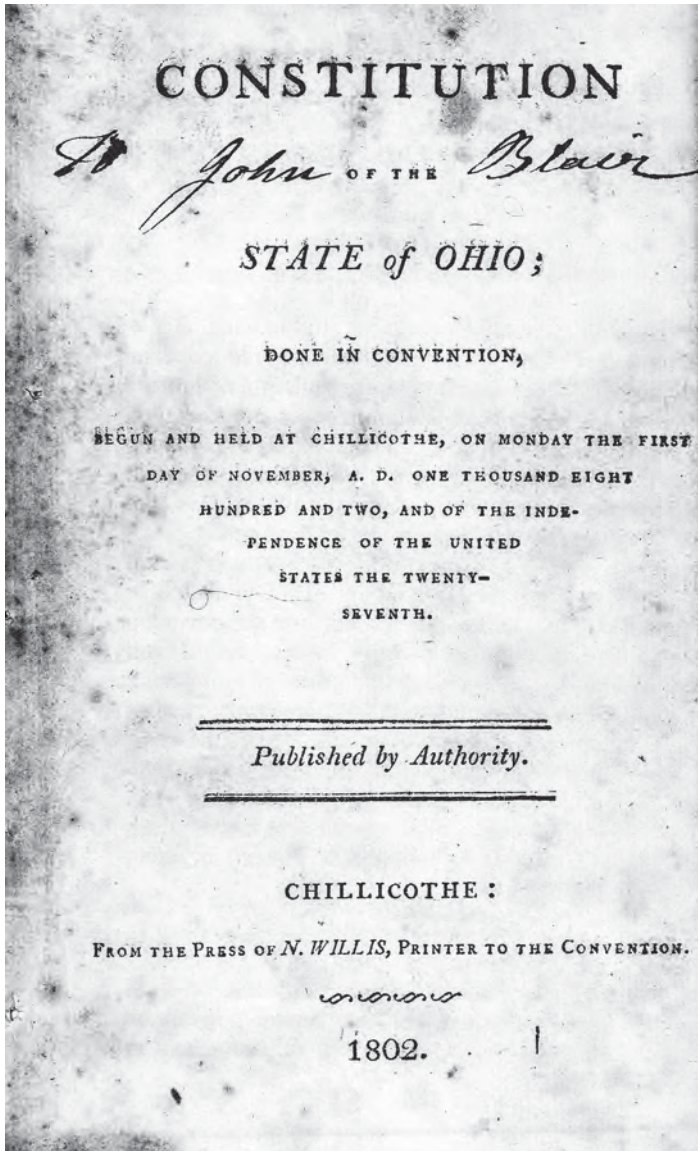 CONSTITUTION
To John OF THE Blair
STATE of OHIO;
DONE IN CONVENTION,
BEGUN AND HELD AT CHILLICOTHE, ON MONDAY THE FIRST
DAY OF NOVEMBER, A. D. ONE THOUSAND EIGHT
HUNDRED AND TWO, AND OF THE INDE-
PENDENCE OF THE UNITED
STATES THE TWENTY-
SEVENTH.
Published by Authority.
CHILLICOTHE:
FROM THE PRESS OF N. WILLIS, PRINTER TO THE CONVENTION.
1802.